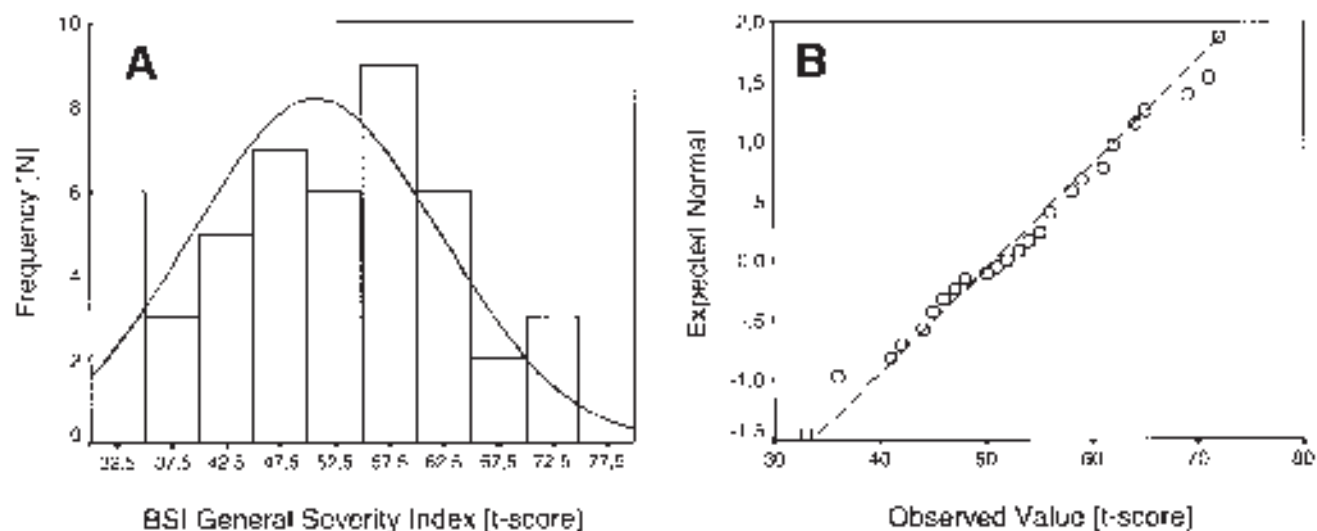 A
10
8
6
4
2
0
Frequency [N]
32,5 37,5 42,5 47,5 52,5 57,5 62,5 67,5 72,5 77,5
BSI General Severity Index [t-score]
B
2,0
1,5
1,0
,5
0,0
-,5
-1,0
-1,5
Expected Normal
30 40 50 60 70 80
Observed Value [t-score]